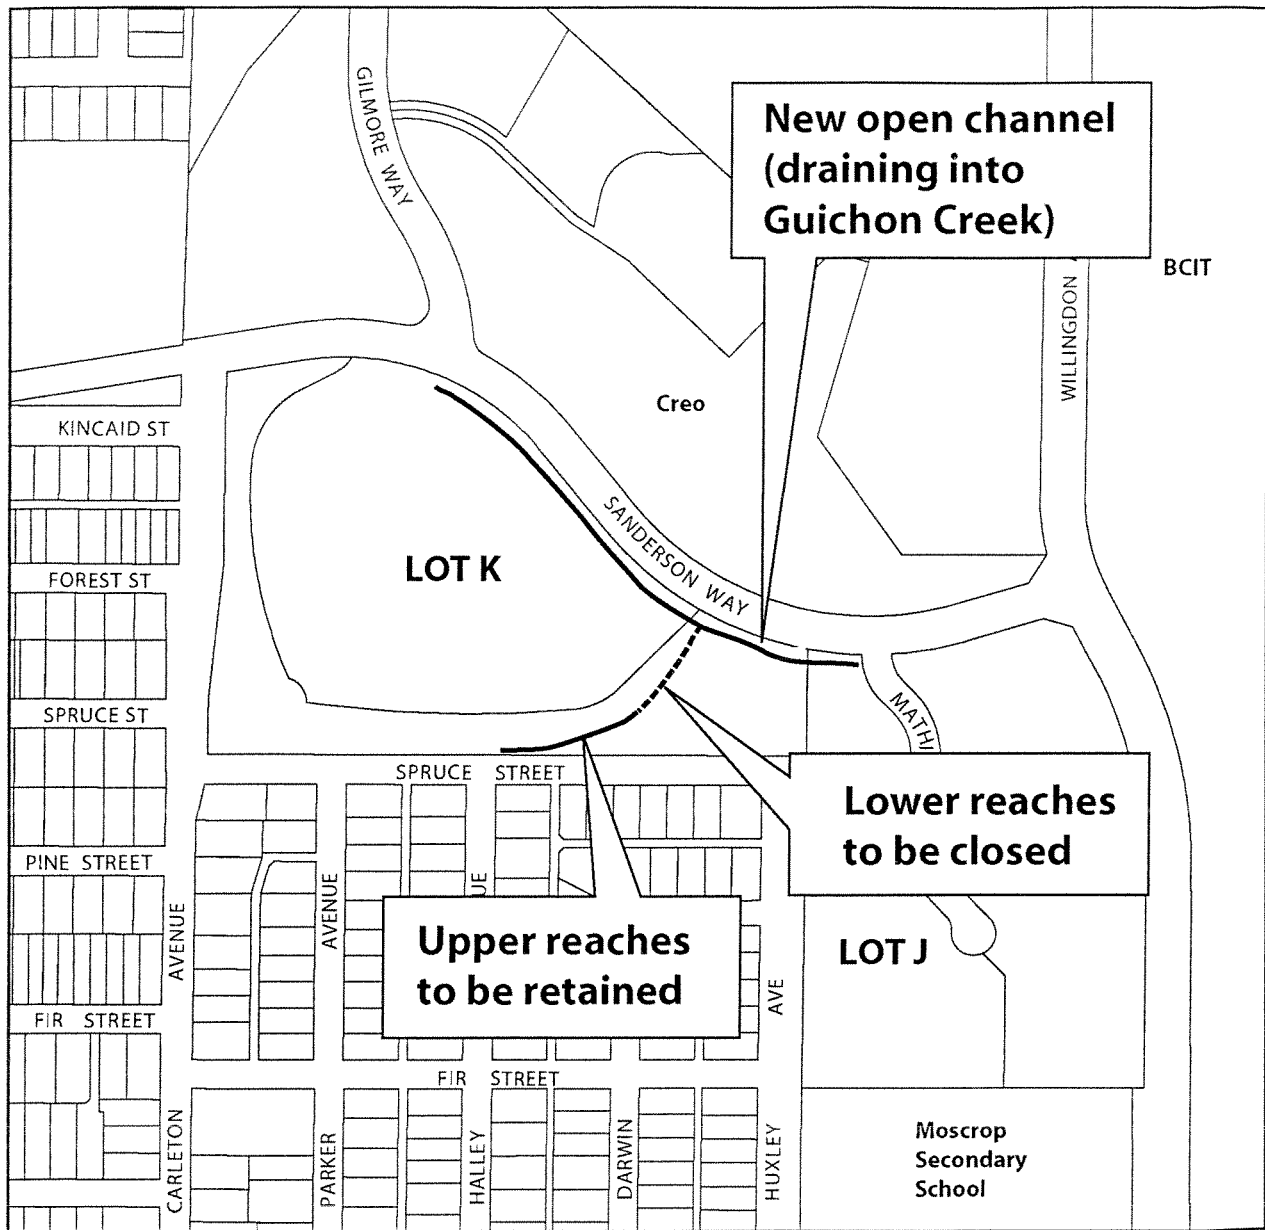 GILMORE WAY
New open channel
(draining into
Guichon Creek)
BCIT
WILLINGDON
Creo
KINCAID ST
SANDERSON WAY
LOT K
FOREST ST
SPRUCE ST
MATHI
SPRUCE STREET
Lower reaches
to be closed
PINE STREET
AVENUE
AVENUE
UE
Upper reaches
to be retained
LOT J
AVE
FIR STREET
FIR STREET
CARLETON
PARKER
HALLEY
DARWIN
HUXLEY
Moscrop
Secondary
School